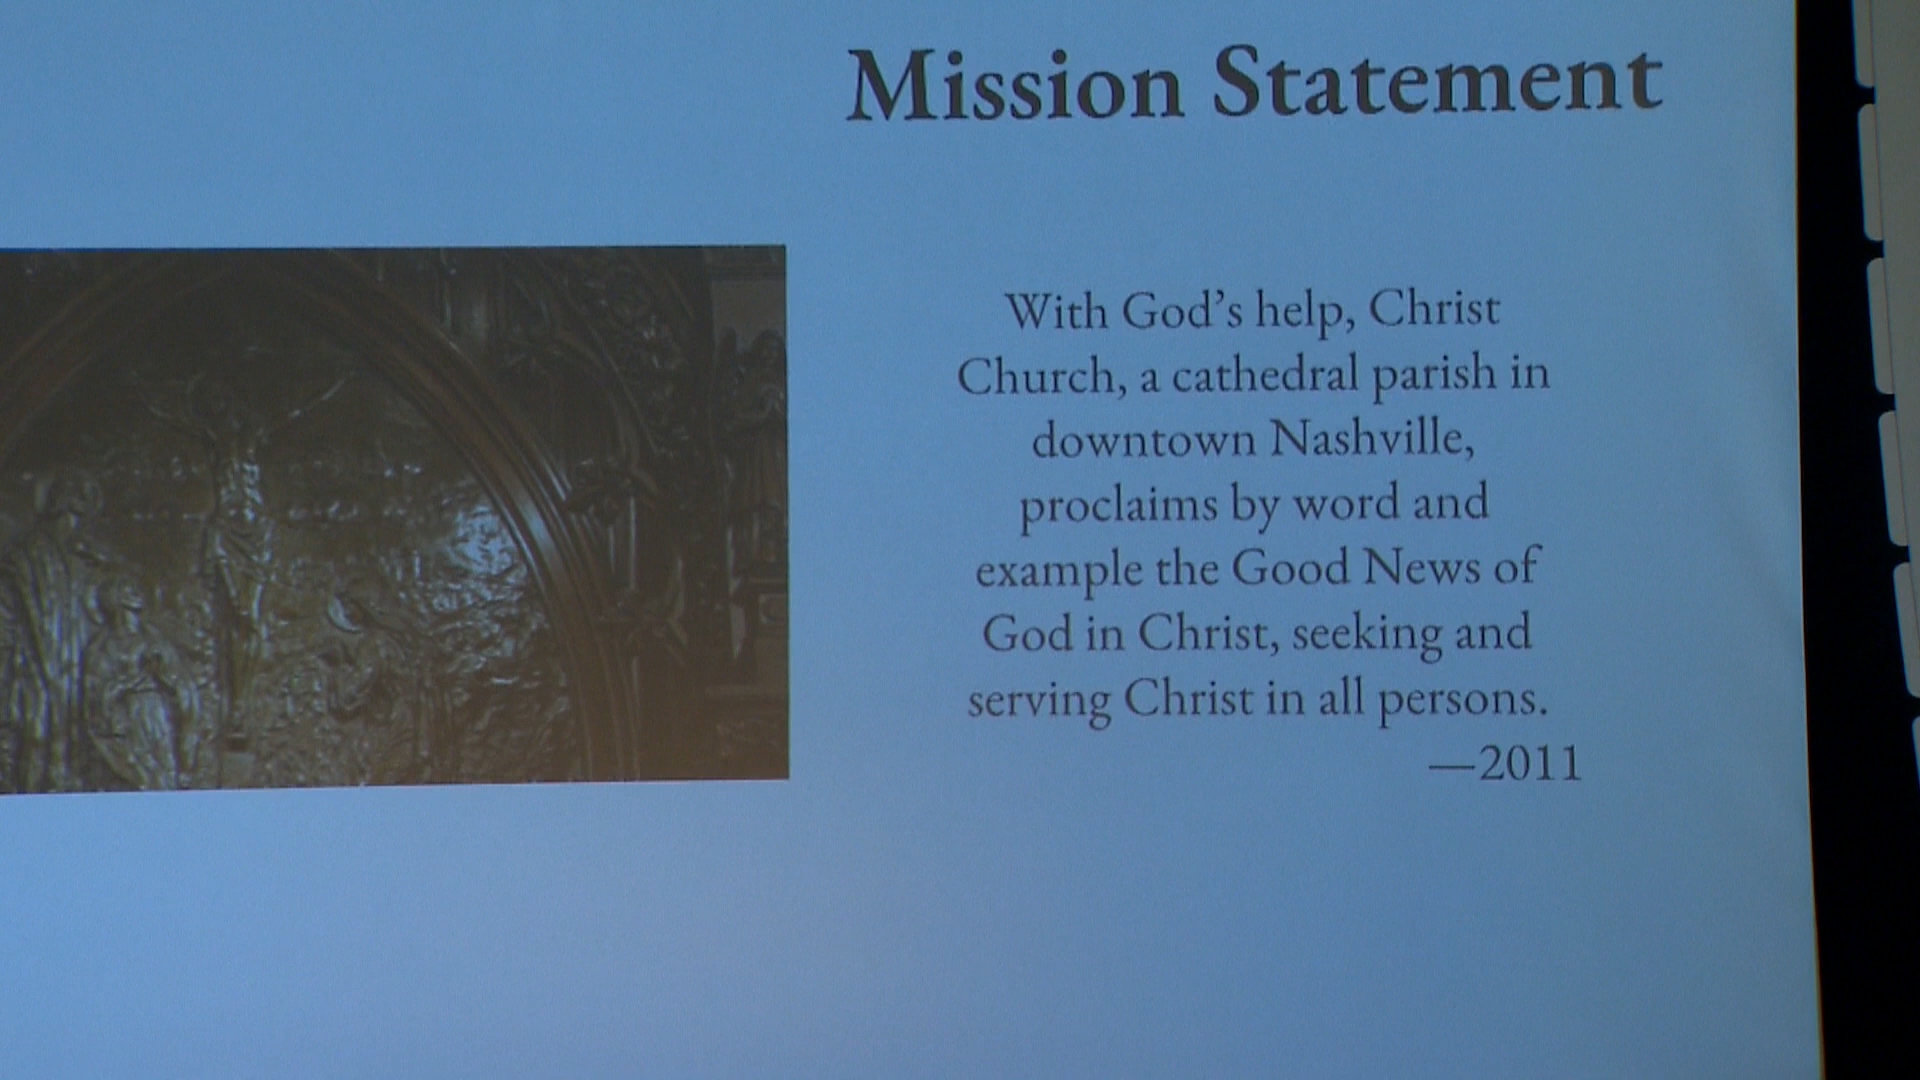 Mission Statement
With God’s help, Christ
Church, a cathedral parish in
downtown Nashville,
proclaims by word and
example the Good News of
God in Christ, seeking and
serving Christ in all persons.
—2011